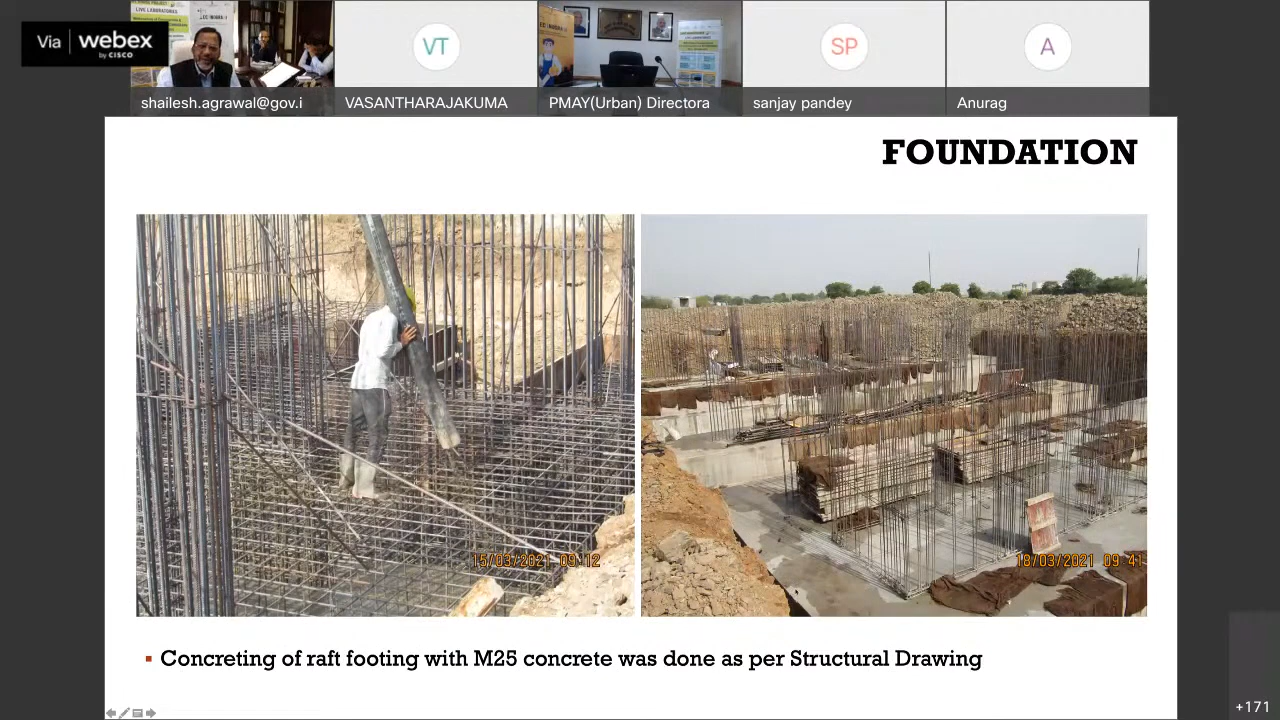 Via
webex
by CISCO
LIVE LABORATORIES
VT
SP
A
shailesh.agrawal@gov.i
VASANTHARAJAKUMA
PMAY(Urban) Directora
sanjay pandey
Anurag
FOUNDATION
15/03/2021 09:12
18/03/2021 09:41
Concreting of raft footing with M25 concrete was done as per Structural Drawing
+171